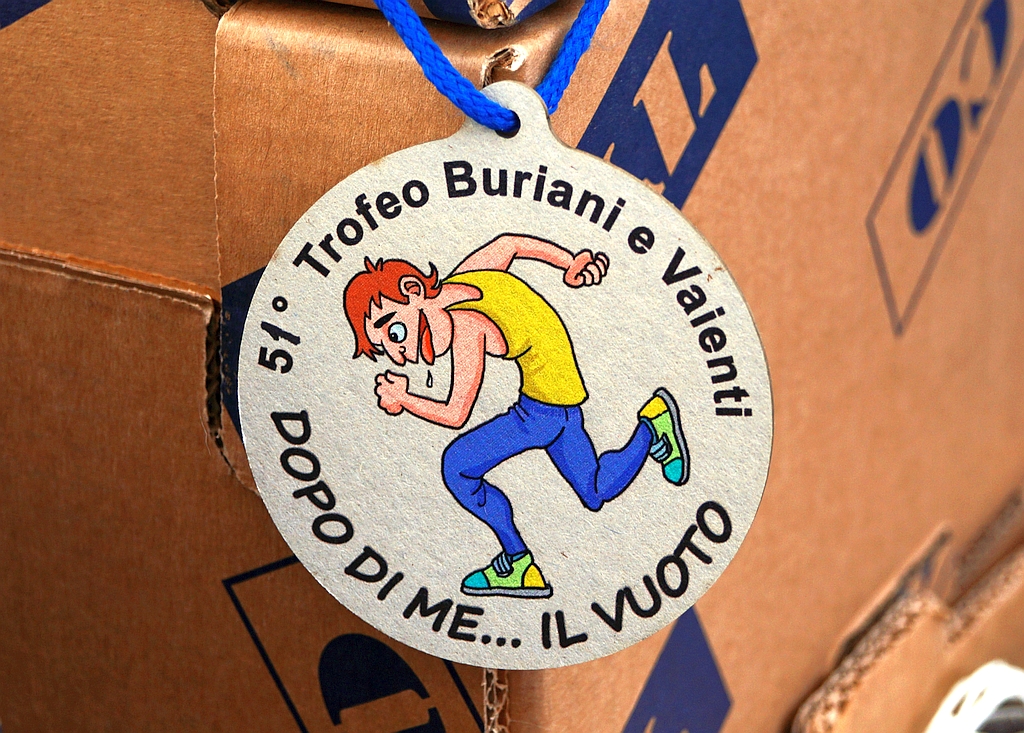 51° Trofeo Buriani e Vaienti
DOPO DI ME... IL VUOTO